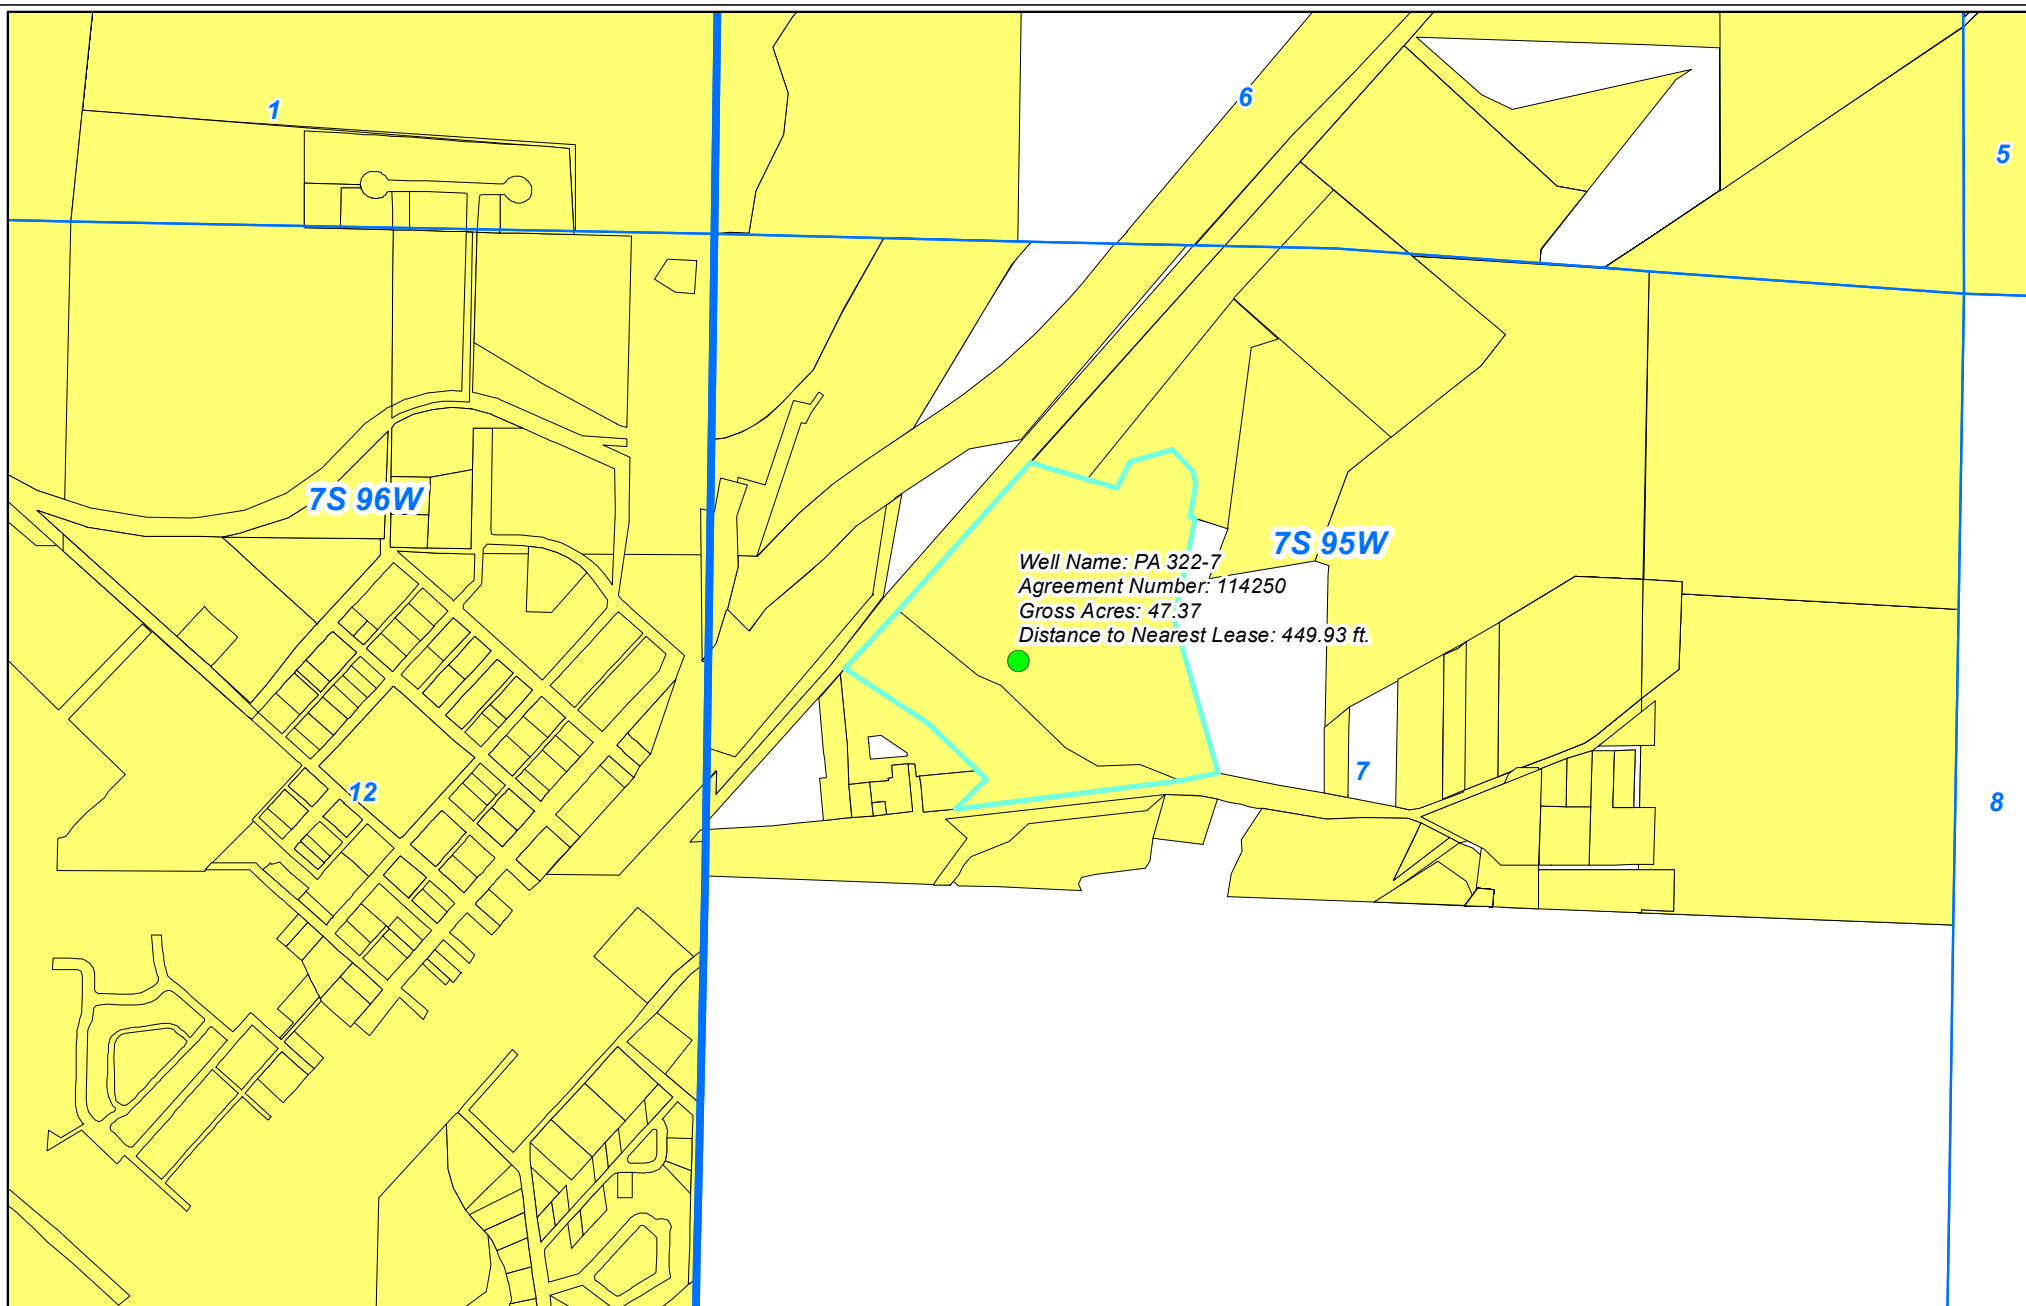 1
6
5
7S 96W
7S 95W
Well Name: PA 322-7
Agreement Number: 114250
Gross Acres: 47.37
Distance to Nearest Lease: 449.93 ft.
12
7
8